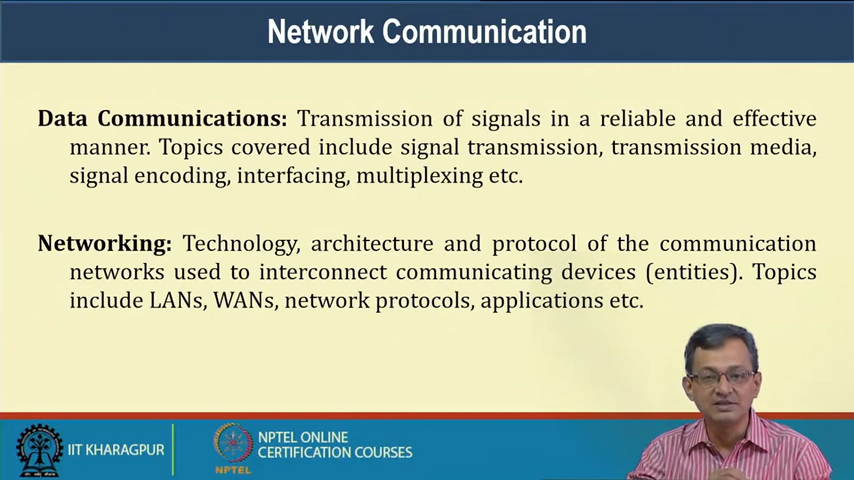 Network Communication
Data Communications: Transmission of signals in a reliable and effective
manner. Topics covered include signal transmission, transmission media,
signal encoding, interfacing, multiplexing etc.
Networking: Technology, architecture and protocol of the communication
networks used to interconnect communicating devices (entities). Topics
include LANs, WANs, network protocols, applications etc.
IIT KHARAGPUR
NPTEL
NPTEL ONLINE
CERTIFICATION COURSES